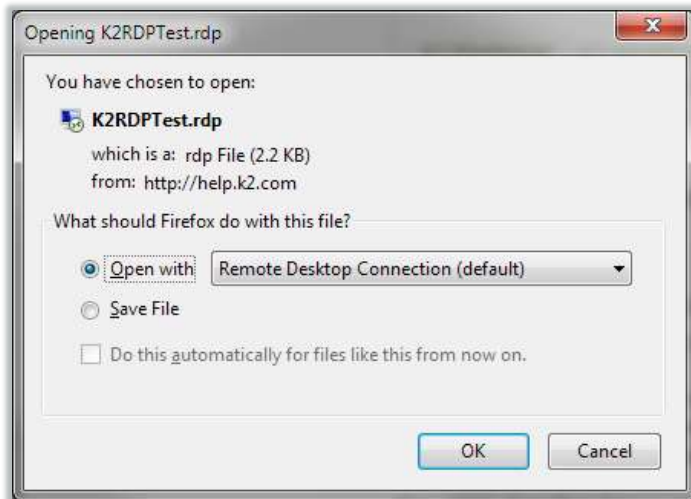 Opening K2RDPTest.rdp
You have chosen to open:
K2RDPTest.rdp
which is a: rdp File (2.2 KB)
from: http://help.k2.com
What should Firefox do with this file?
Open with Remote Desktop Connection (default)
Save File
Do this automatically for files like this from now on.
OK Cancel